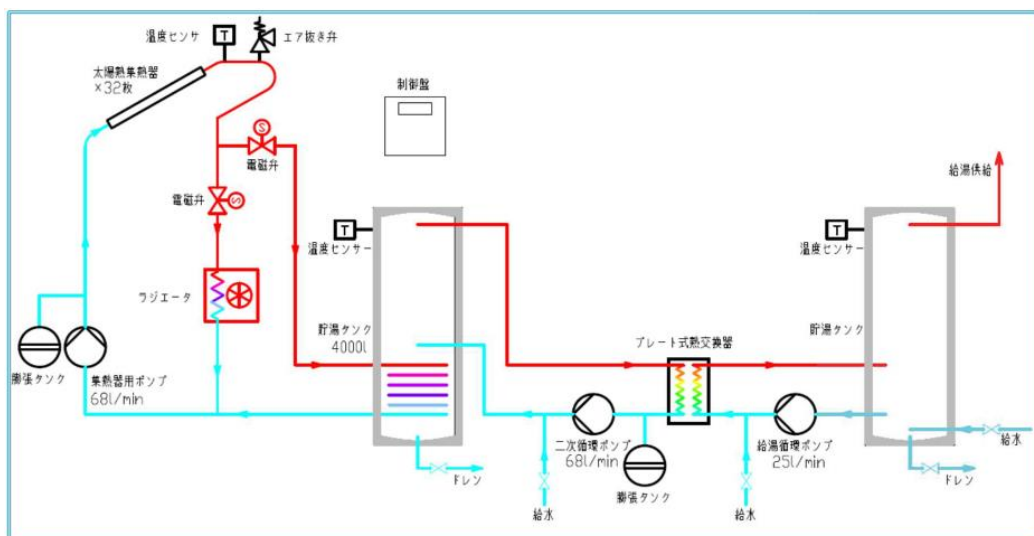 温度センサ
T
エア抜き弁
太陽熱集熱器
×32枚
制御盤
S
電磁弁
電磁弁
S
給湯供給
T
温度センサー
T
温度センサー
ラジエータ
貯湯タンク
4000l
プレート式熱交換器
貯湯タンク
膨張タンク
集熱器用ポンプ
68l/min
二次循環ポンプ
68l/min
給湯循環ポンプ
25l/min
給水
膨張タンク
ドレン
ドレン
給水
給水